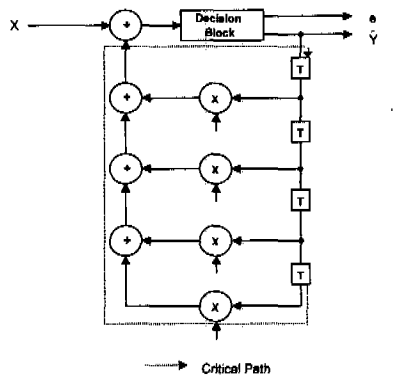 X
+
Decision
Block
e
Ŷ
T
+
X
T
+
X
T
+
X
T
X
Critical Path